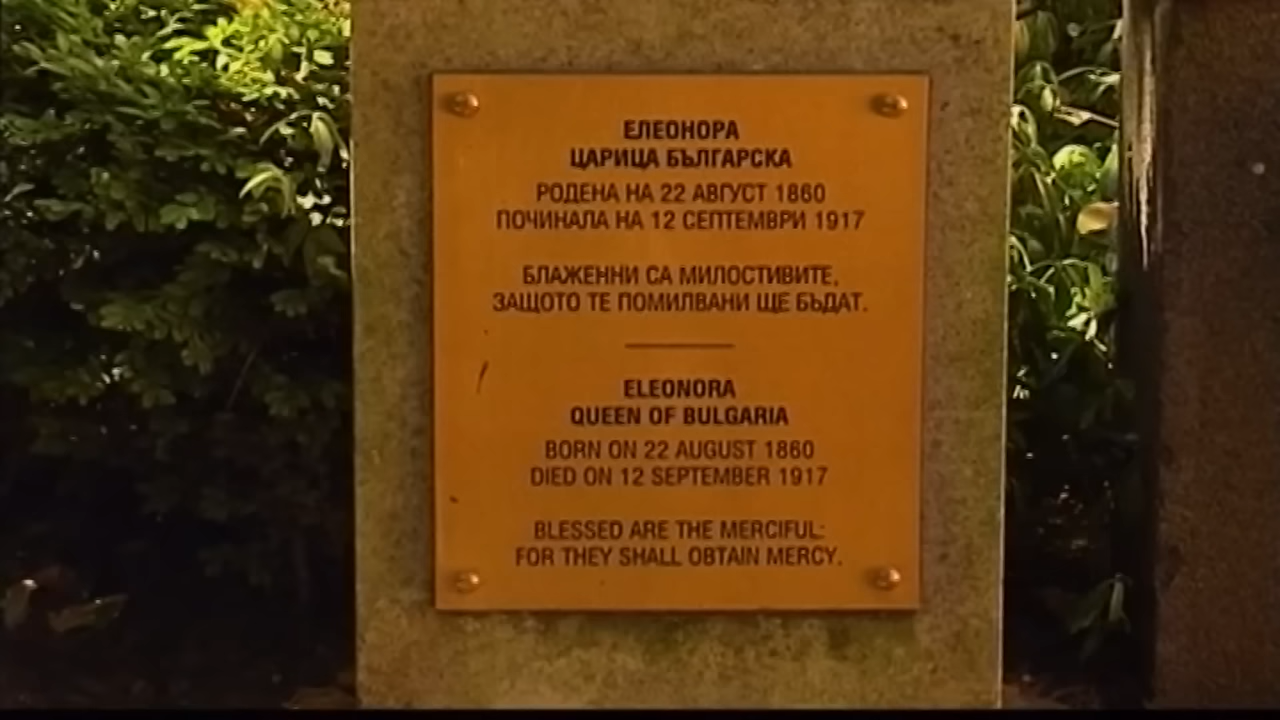 ЕЛЕОНОРА
ЦАРИЦА БЪЛГАРСКА
РОДЕНА НА 22 АВГУСТ 1860
ПОЧИНАЛА НА 12 СЕПТЕМВРИ 1917
БЛАЖЕННИ СА МИЛОСТИВИТЕ,
ЗАЩОТО ТЕ ПОМИЛВАНИ ЩЕ БЪДАТ.
ELEONORA
QUEEN OF BULGARIA
BORN ON 22 AUGUST 1860
DIED ON 12 SEPTEMBER 1917
BLESSED ARE THE MERCIFUL:
FOR THEY SHALL OBTAIN MERCY.